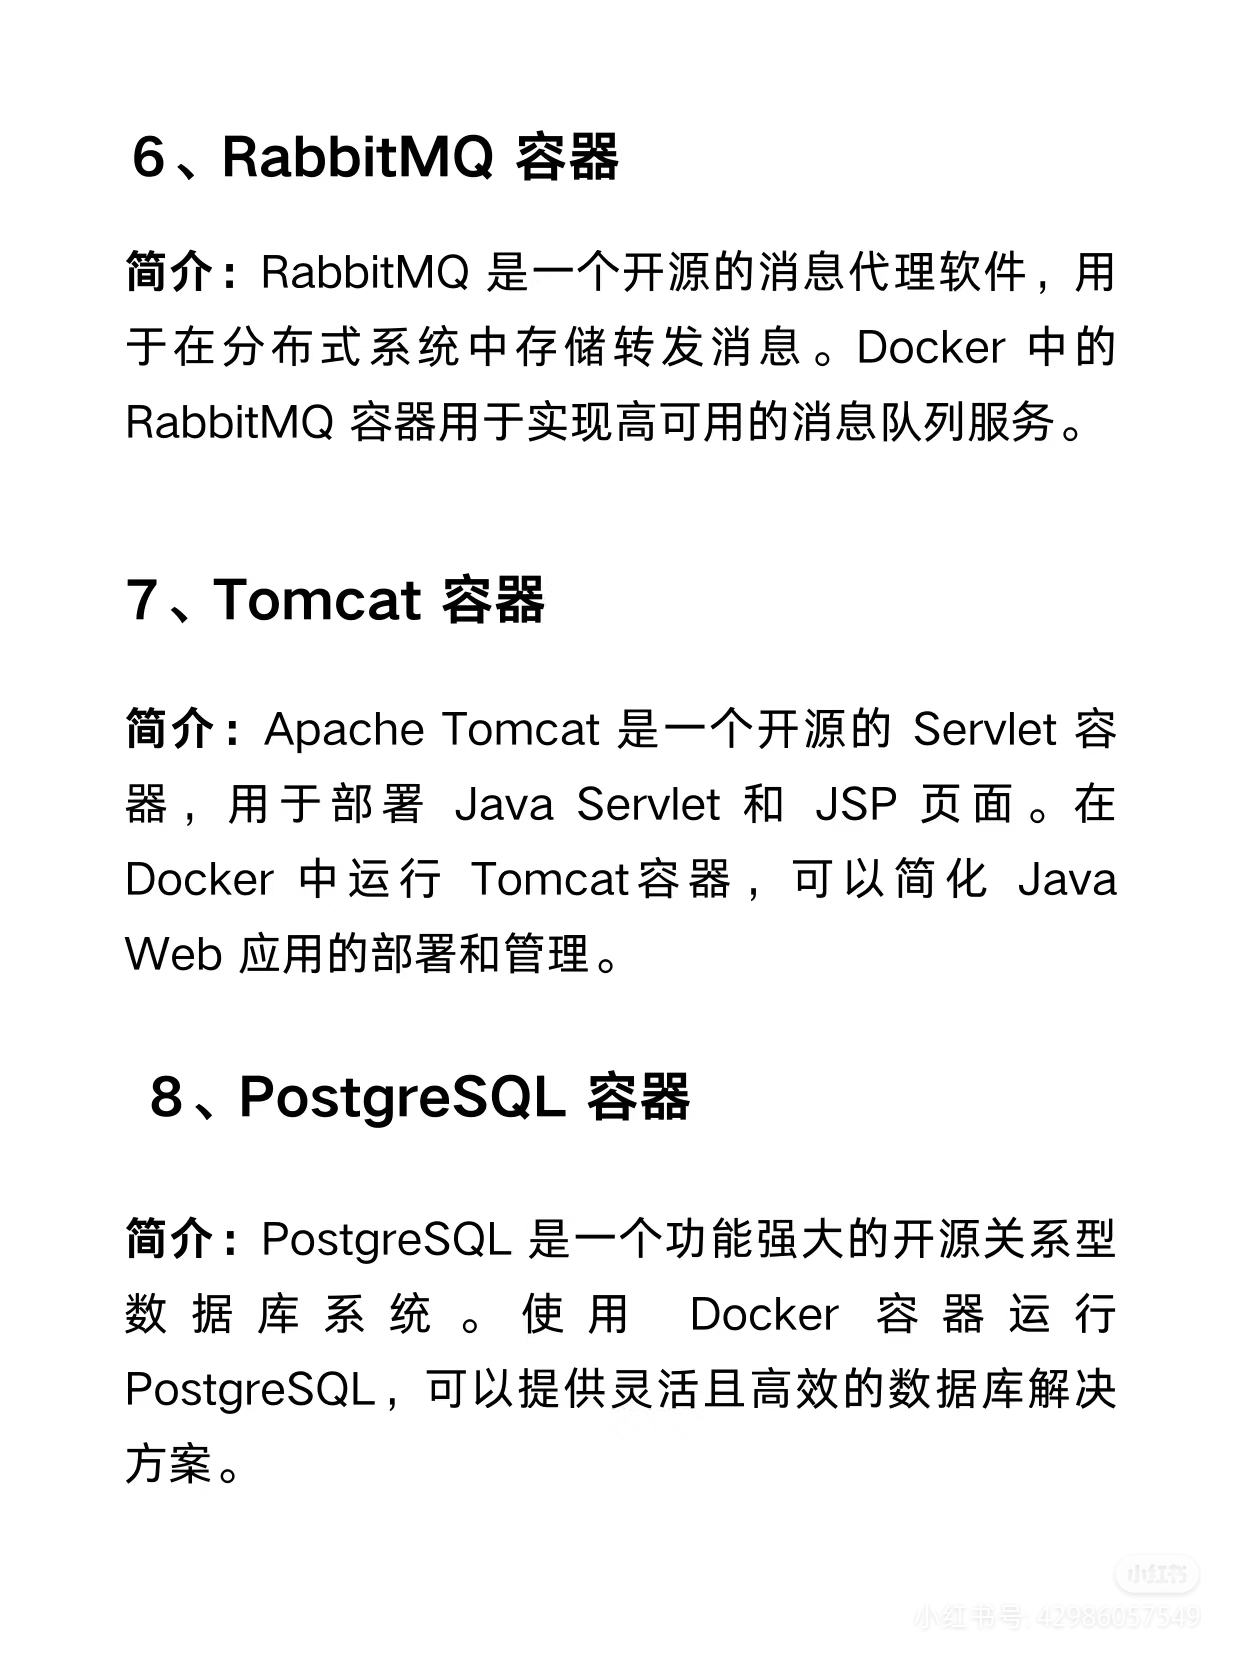 6、RabbitMQ 容器
简介：RabbitMQ 是一个开源的消息代理软件，用
于在分布式系统中存储转发消息。Docker 中的
RabbitMQ 容器用于实现高可用的消息队列服务。
7、Tomcat 容器
简介：Apache Tomcat 是一个开源的 Servlet 容
器，用于部署 Java Servlet 和 JSP 页面。在
Docker 中运行 Tomcat容器，可以简化 Java
Web 应用的部署和管理。
8、PostgreSQL 容器
简介：PostgreSQL 是一个功能强大的开源关系型
数据库系统。使用 Docker 容器运行
PostgreSQL，可以提供灵活且高效的数据库解决
方案。
小红书
小红书号: 42986057549